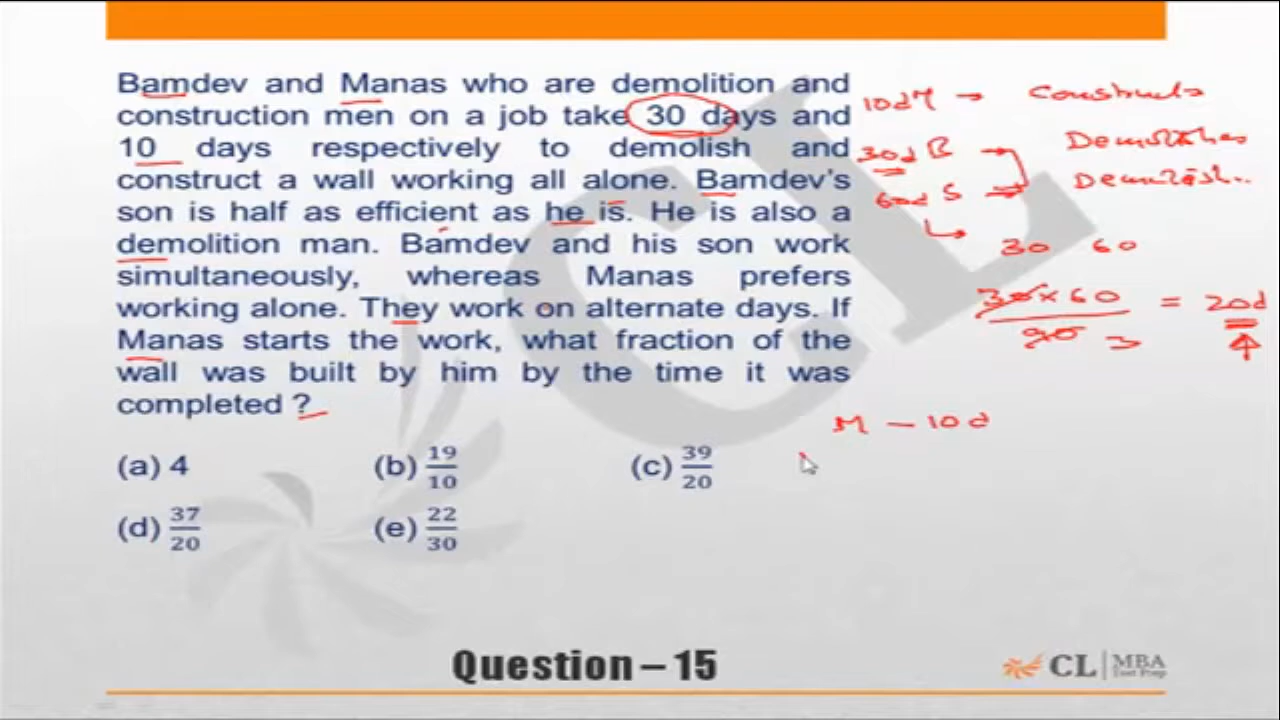 Bamdev and Manas who are demolition and
construction men on a job take 30 days and
10 days respectively to demolish and
construct a wall working all alone. Bamdev's
son is half as efficient as he is. He is also a
demolition man. Bamdev and his son work
simultaneously, whereas Manas prefers
working alone. They work on alternate days. If
Manas starts the work, what fraction of the
wall was built by him by the time it was
completed ?
(a) 4 (b) 19/10 (c) 39/20
(d) 37/20 (e) 22/30
10d M → Constructs
30d B → Demolishes
60d S → Demolish..
30 60
30×60 / 90 3 = 20d
M – 10d
CL
Question – 15
CL MBA
Test Prep